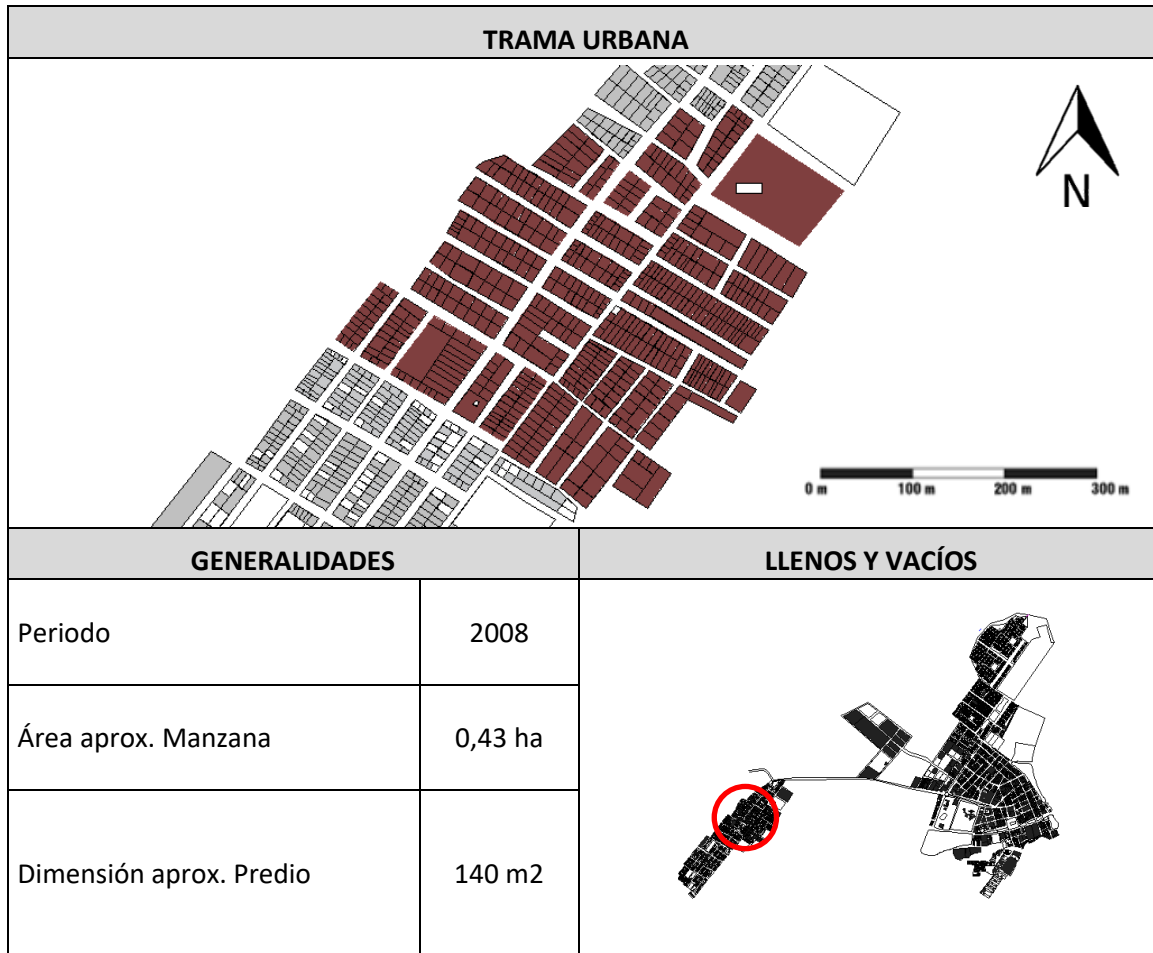 TRAMA URBANA
N
0 m 100 m 200 m 300 m
GENERALIDADES
LLENOS Y VACÍOS
Periodo 2008
Área aprox. Manzana 0,43 ha
Dimensión aprox. Predio 140 m2